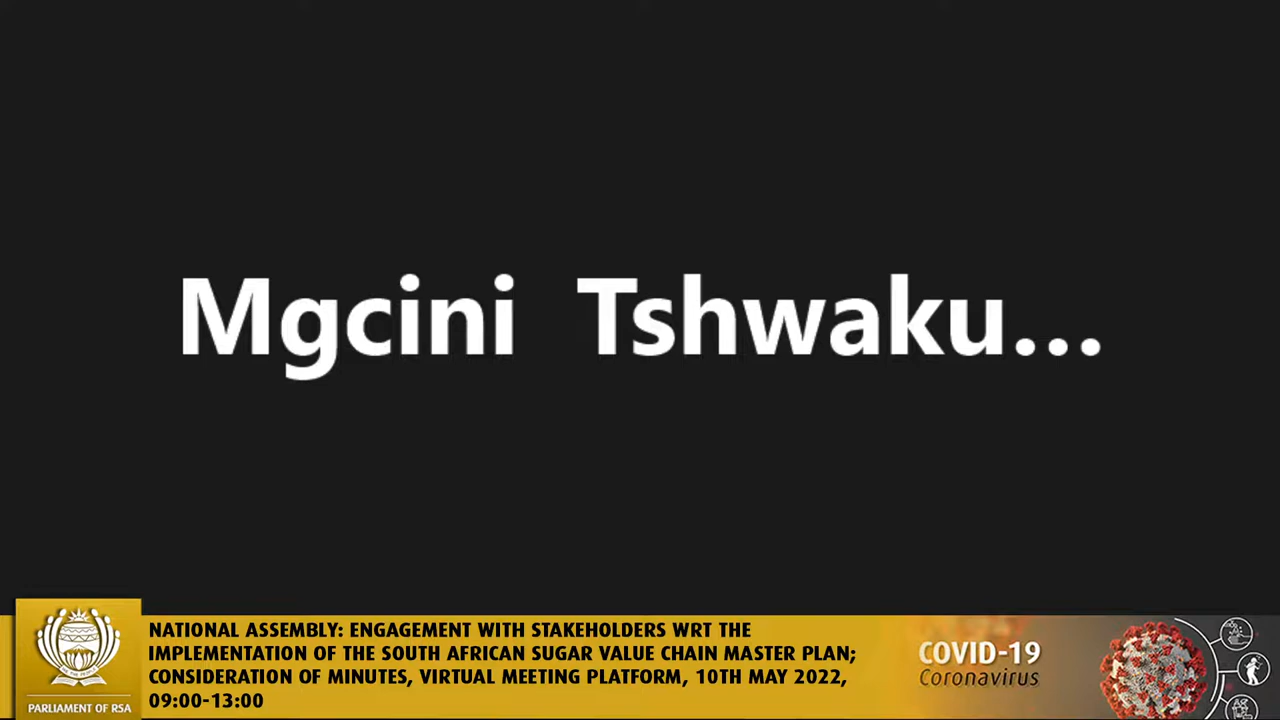 Mgcini  Tshwaku...
NATIONAL ASSEMBLY: ENGAGEMENT WITH STAKEHOLDERS WRT THE
IMPLEMENTATION OF THE SOUTH AFRICAN SUGAR VALUE CHAIN MASTER PLAN;
CONSIDERATION OF MINUTES, VIRTUAL MEETING PLATFORM, 10TH MAY 2022,
09:00-13:00
PARLIAMENT OF RSA
COVID-19
Coronavirus